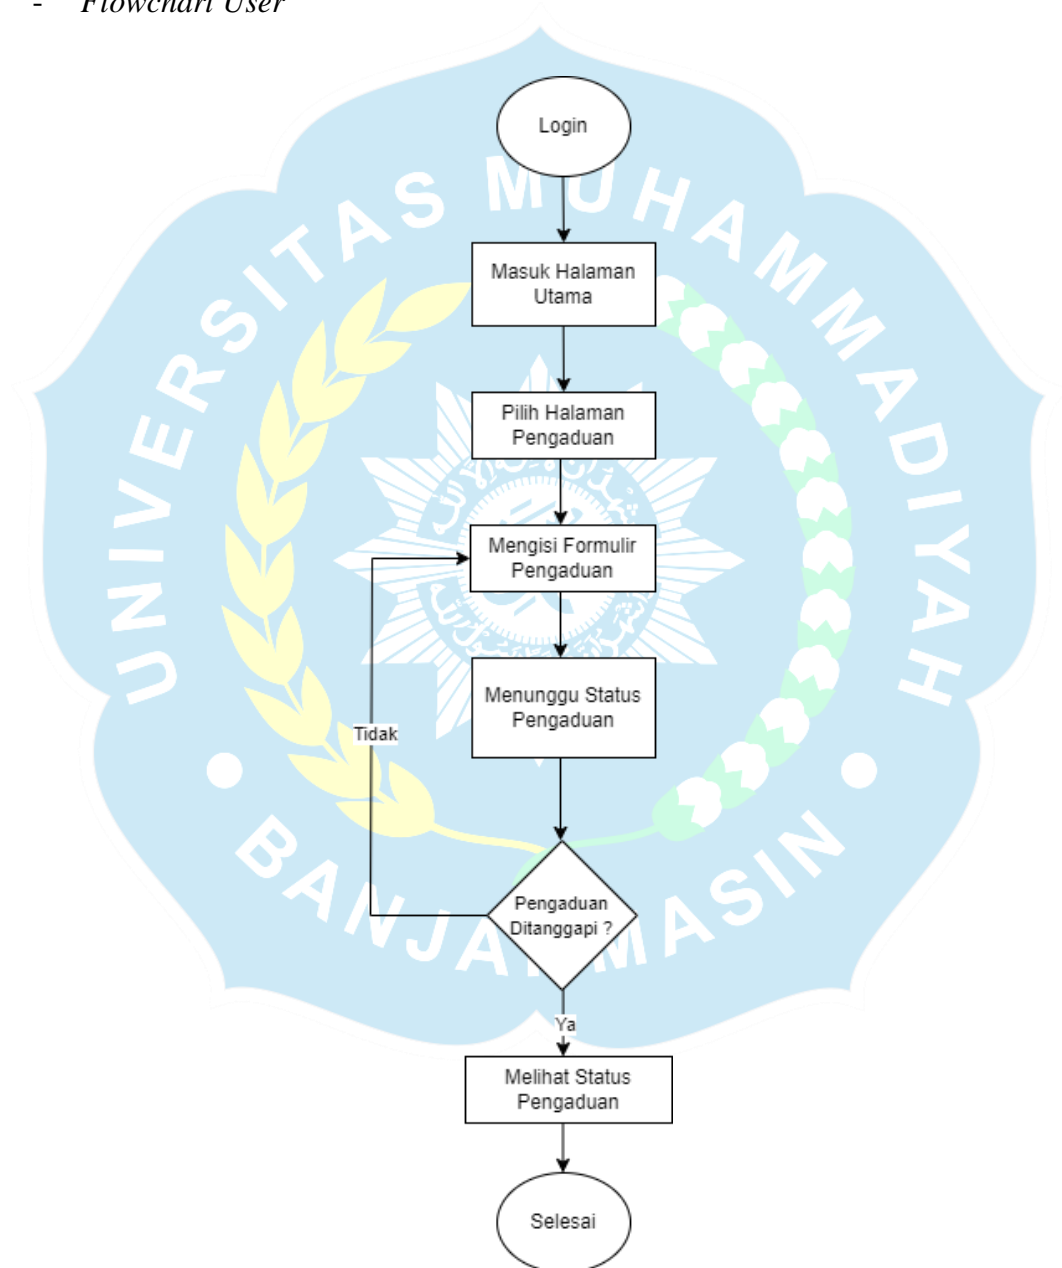 - Flowchart User
Login
UNIVERSITAS MUHAMMADIYAH
Masuk Halaman
Utama
Pilih Halaman
Pengaduan
Mengisi Formulir
Pengaduan
Menunggu Status
Pengaduan
Tidak
Pengaduan
Ditanggapi ?
BANJARMASIN
Ya
Melihat Status
Pengaduan
Selesai